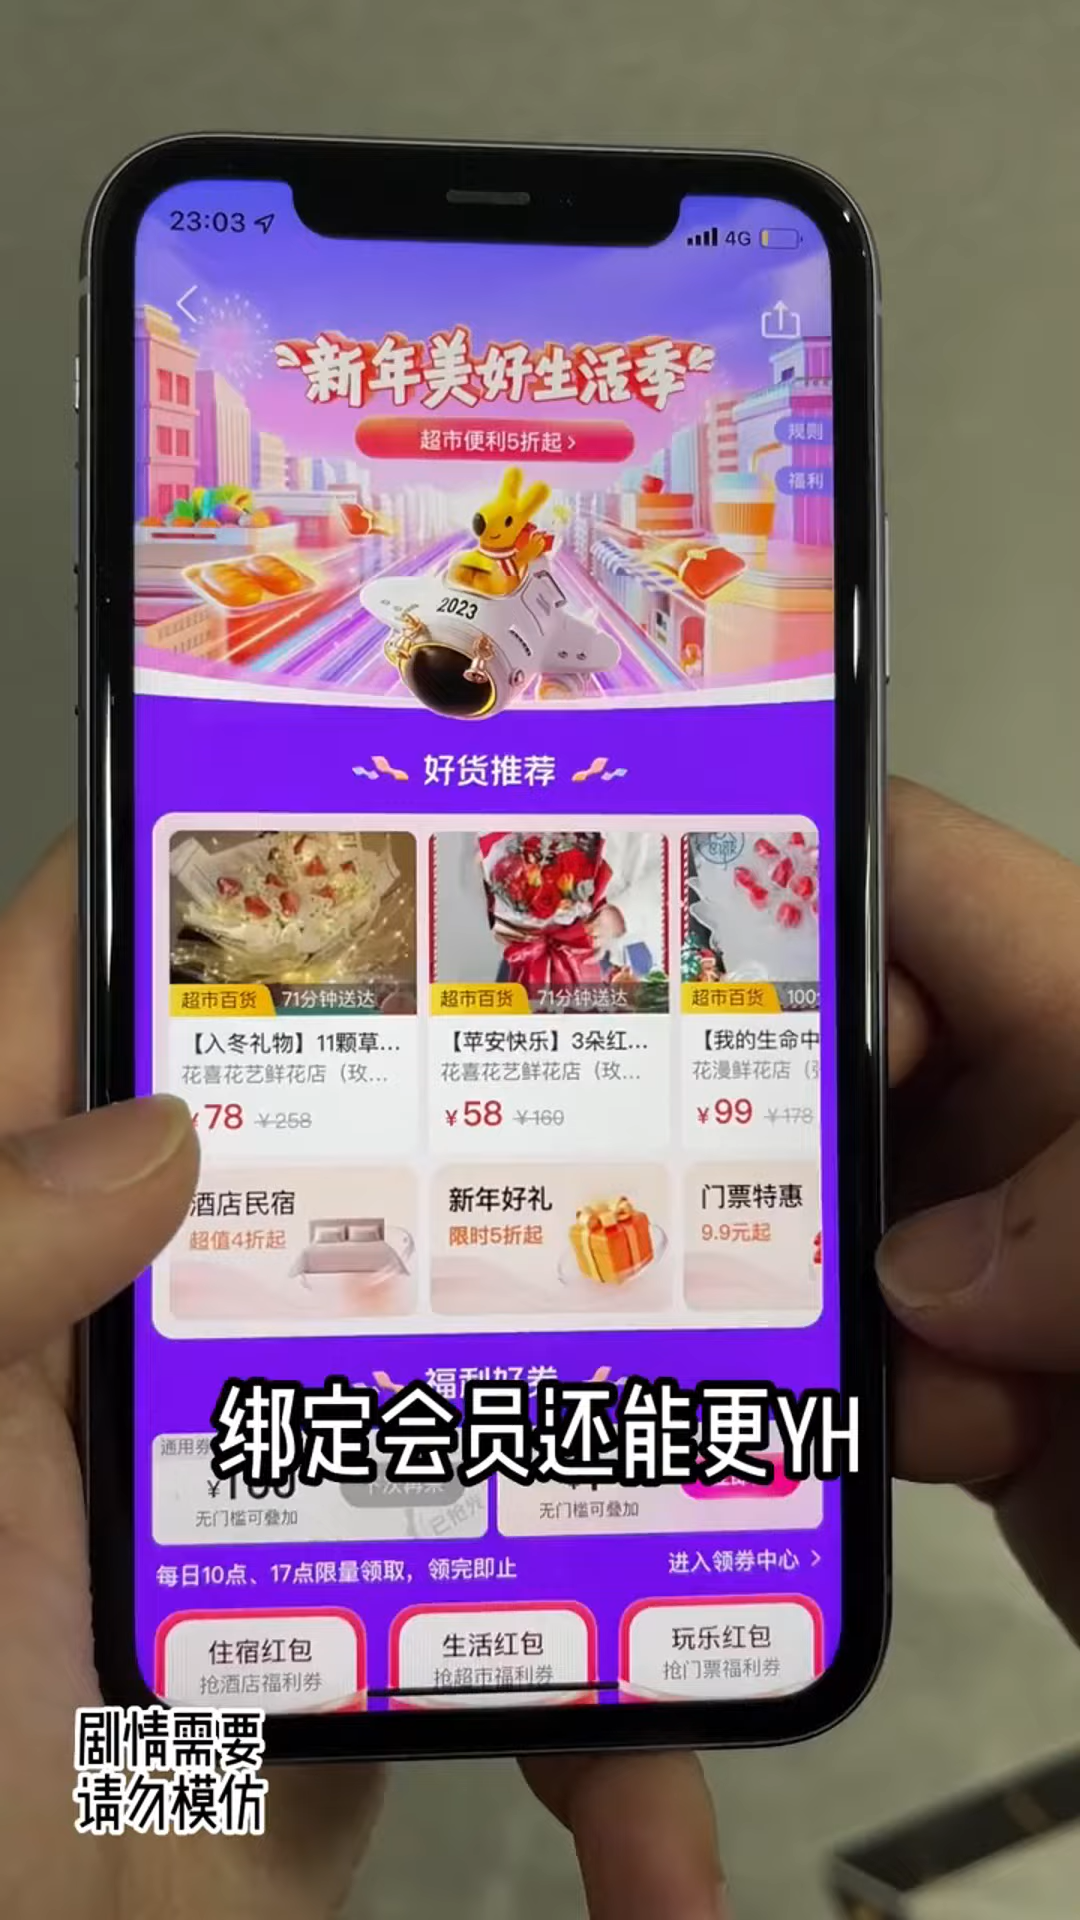 23:03
4G
新年美好生活季
超市便利5折起 >
规则
福利
2023
好货推荐
超市百货 71分钟送达
超市百货 71分钟送达
超市百货 100
【入冬礼物】11颗草...
【苹安快乐】3朵红...
【我的生命中
花喜花艺鲜花店（玫...
花喜花艺鲜花店（玫...
花漫鲜花店
¥78 ¥258
¥58 ¥160
¥99 ¥178
酒店民宿
超值4折起
新年好礼
限时5折起
门票特惠
9.9元起
福利好券
绑定会员还能更YH
通用券
无门槛可叠加
无门槛可叠加
每日10点、17点限量领取，领完即止
进入领券中心 >
住宿红包
抢酒店福利券
生活红包
抢超市福利券
玩乐红包
抢门票福利券
剧情需要
请勿模仿